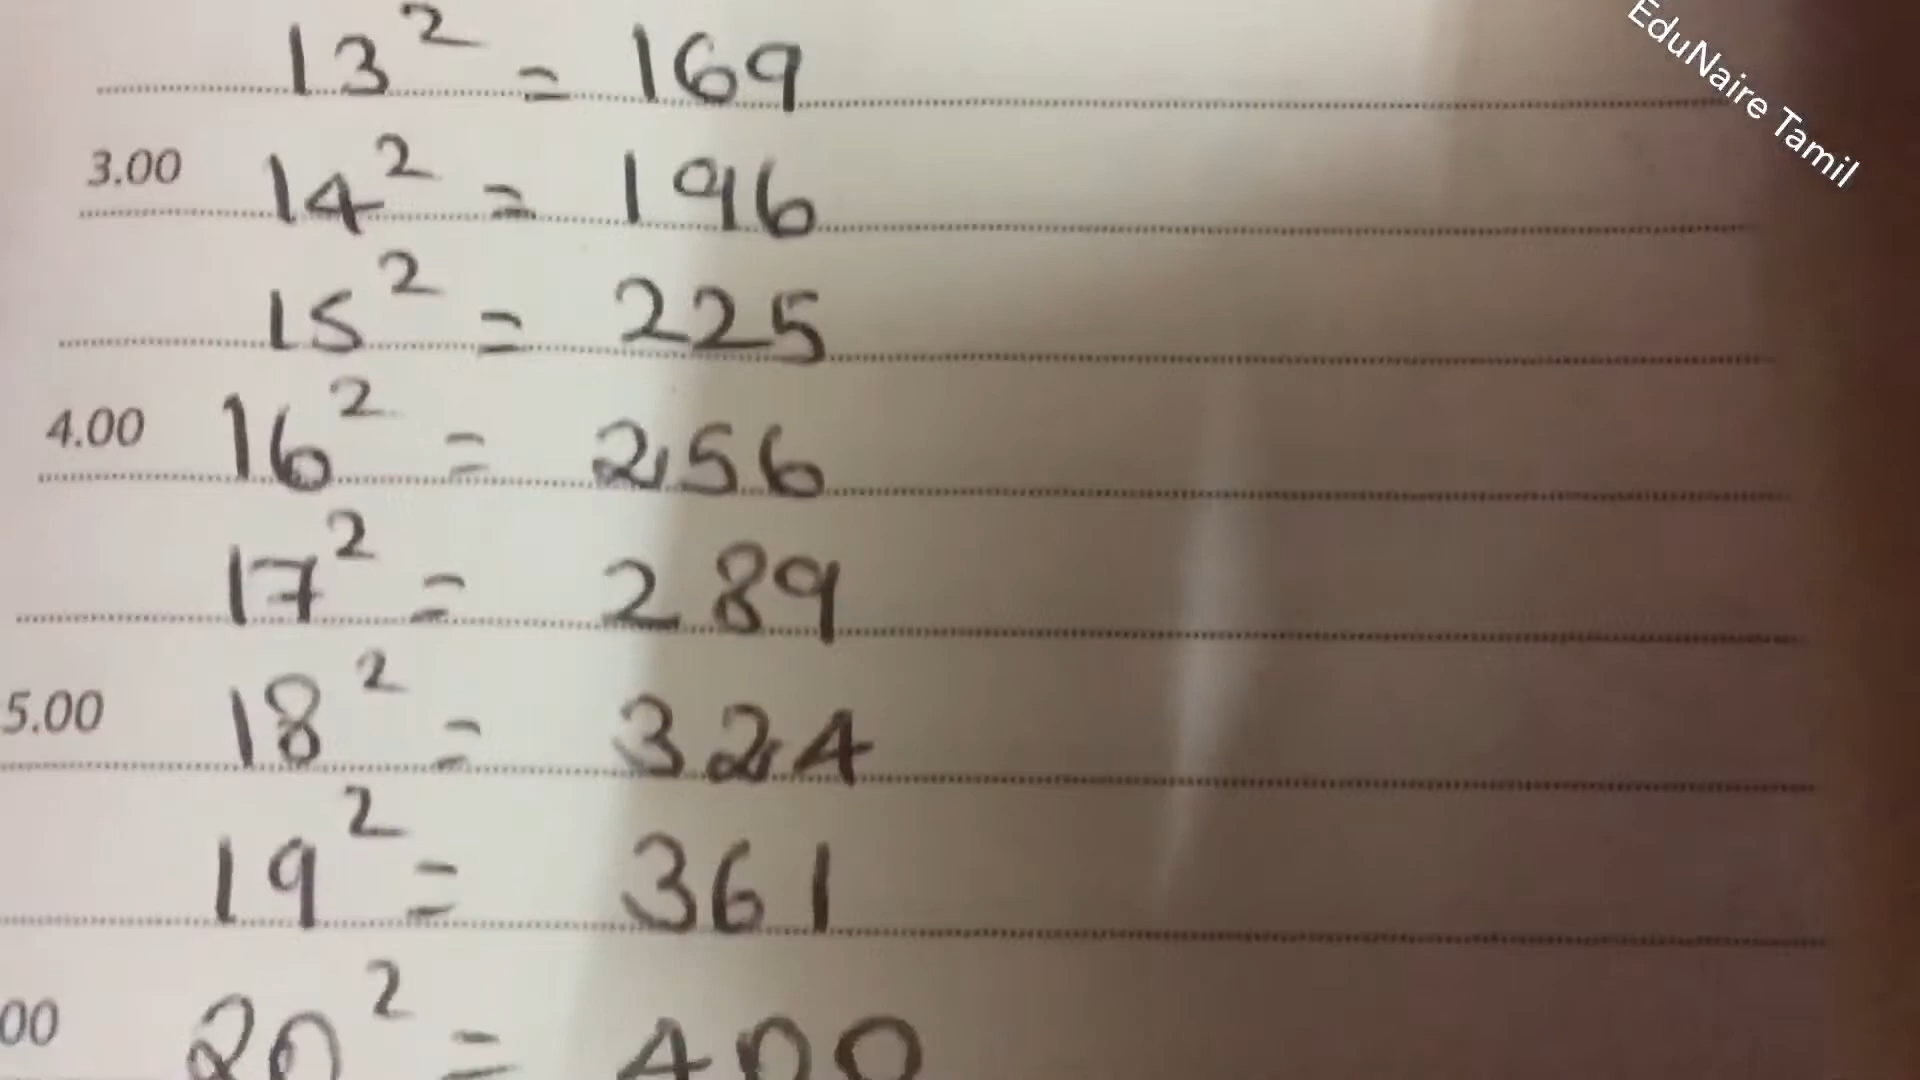 13² = 169
EduNaire Tamil
3.00 14² = 196
15² = 225
4.00 16² = 256
17² = 289
5.00 18² = 324
19² = 361
00 20² = 400